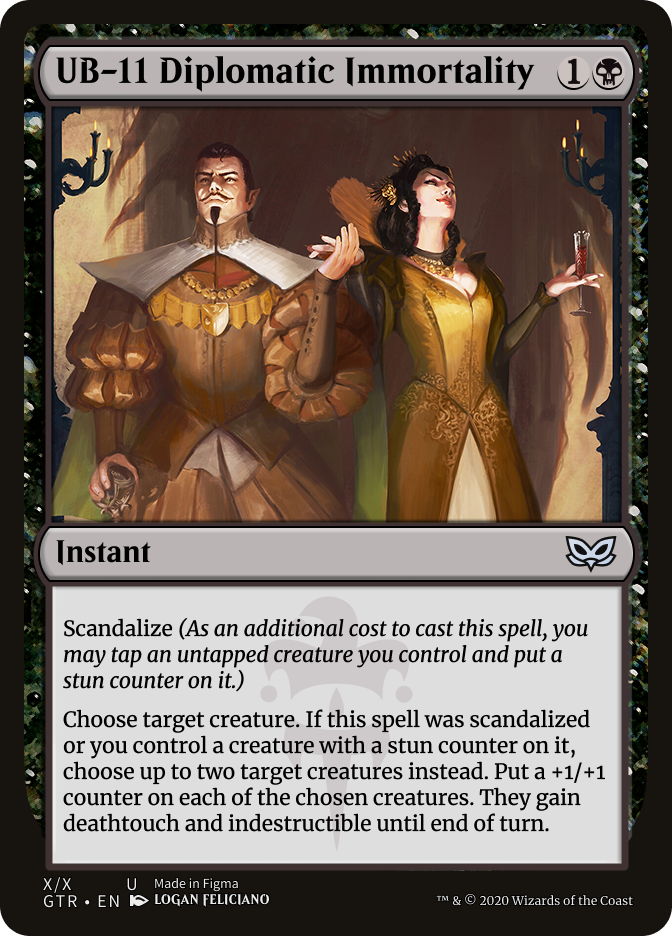 UB-11 Diplomatic Immortality 1
Instant
Scandalize (As an additional cost to cast this spell, you
may tap an untapped creature you control and put a
stun counter on it.)
Choose target creature. If this spell was scandalized
or you control a creature with a stun counter on it,
choose up to two target creatures instead. Put a +1/+1
counter on each of the chosen creatures. They gain
deathtouch and indestructible until end of turn.
X/X U Made in Figma
GTR • EN LOGAN FELICIANO ™ & © 2020 Wizards of the Coast